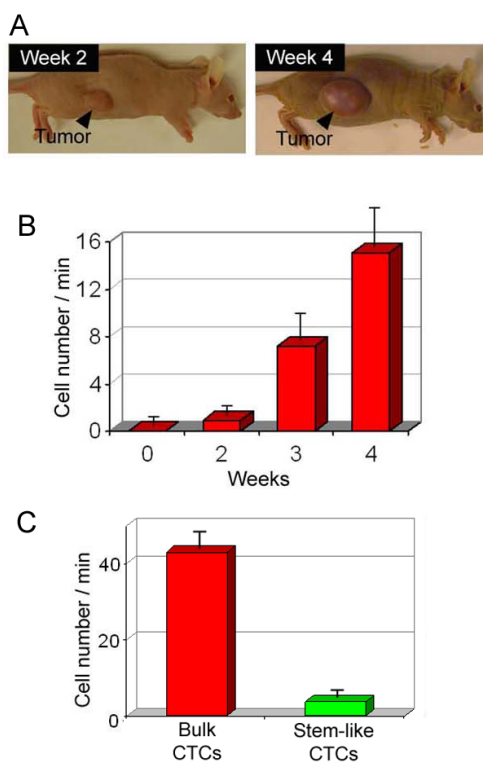 A
Week 2
Week 4
Tumor
Tumor
B
Cell number / min
16
12
8
4
0
0 2 3 4
Weeks
C
Cell number / min
40
20
0
Bulk CTCs
Stem-like CTCs